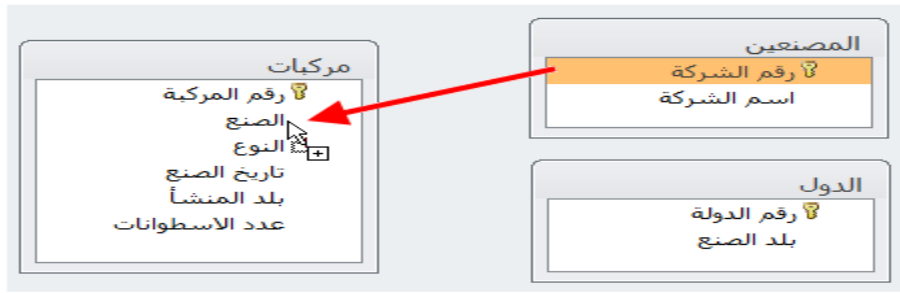 المصنعين
رقم الشركة
اسم الشركة
مركبات
رقم المركبة
الصنع
النوع
تاريخ الصنع
بلد المنشأ
عدد الاسطوانات
الدول
رقم الدولة
بلد الصنع